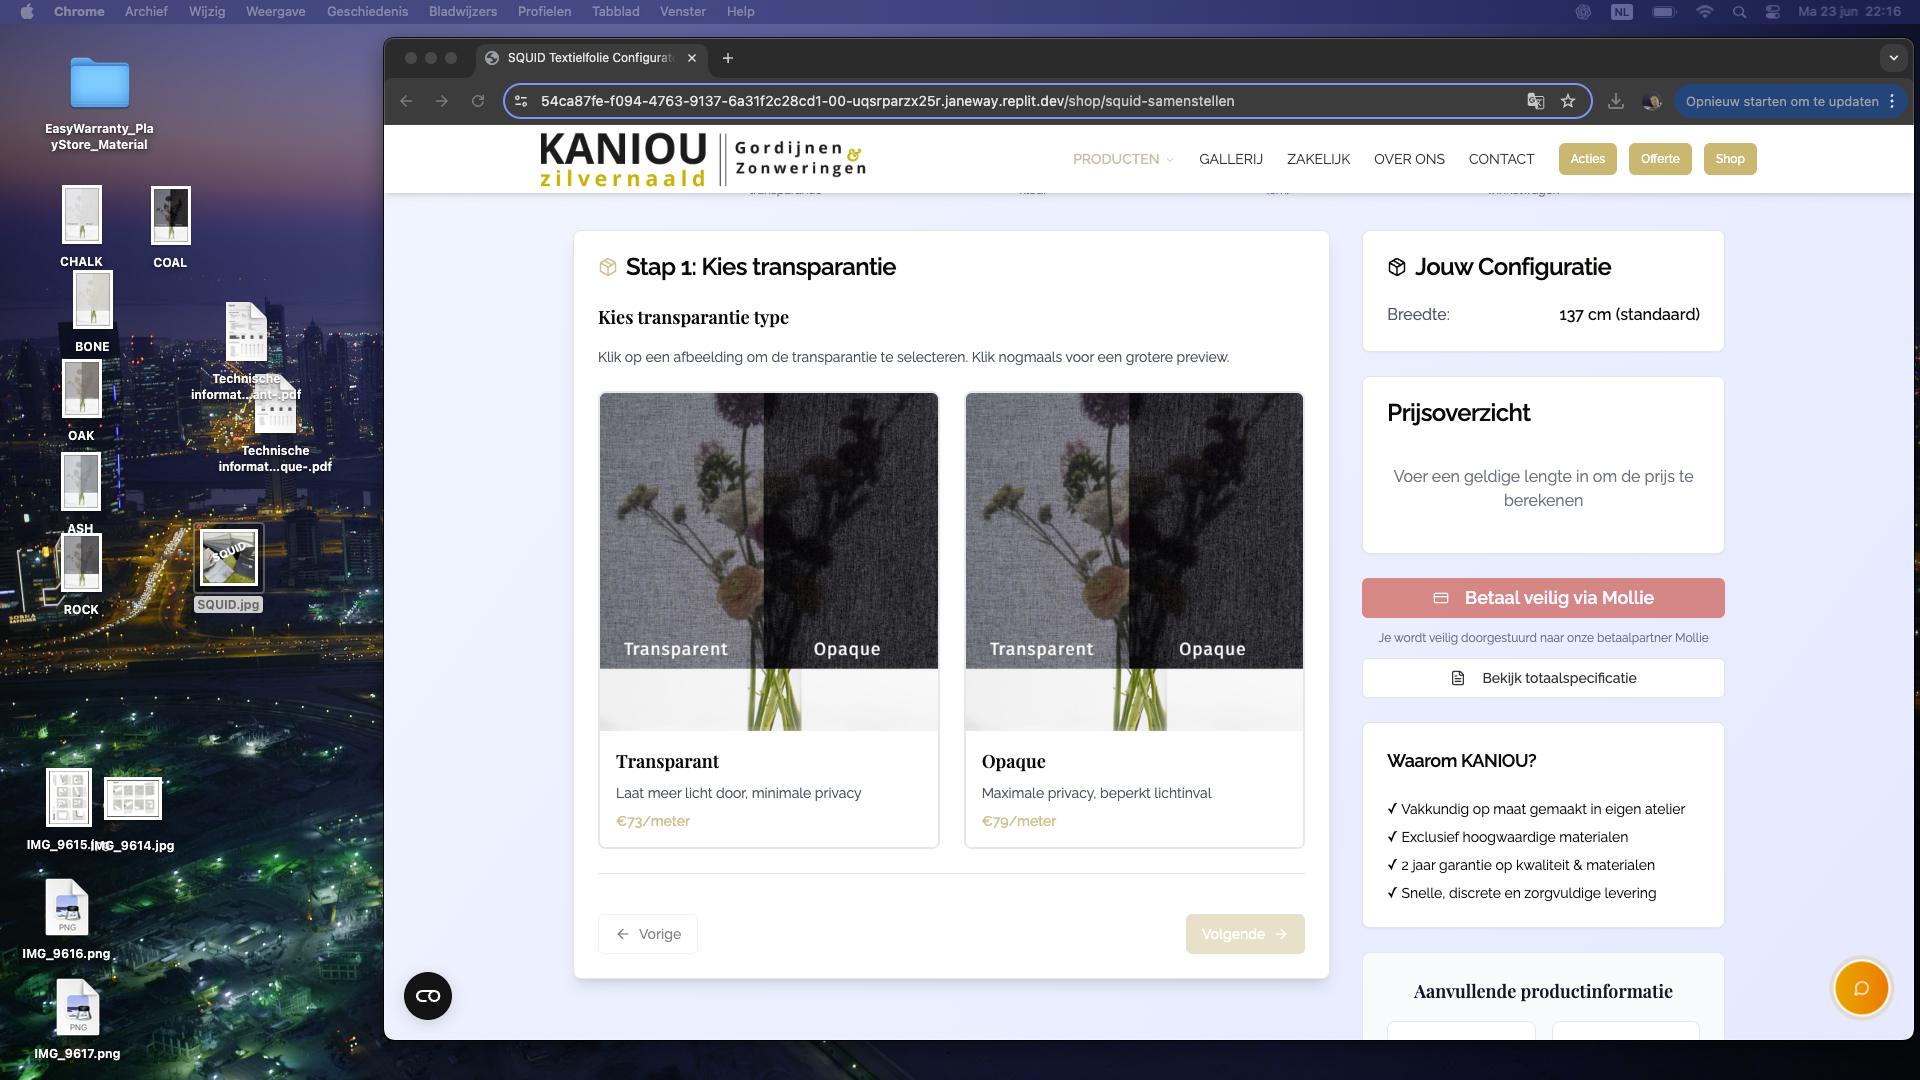 Chrome Archief Wijzig Weergave Geschiedenis Bladwijzers Profielen Tabblad Venster Help
NL Ma 23 jun 22:16
EasyWarranty_Pla
yStore_Material
CHALK
COAL
BONE
OAK
ASH
ROCK
Technische
informat...ant-.pdf
Technische
informat...que-.pdf
SQUID
SQUID.jpg
IMG_9614.jpg
PNG
IMG_9616.png
PNG
IMG_9617.png
SQUID Textielfolie Configurat
54ca87fe-f094-4763-9137-6a31f2c28cd1-00-uqsrparzx25r.janeway.replit.dev/shop/squid-samenstellen
Opnieuw starten om te updaten
KANIOU
zilvernaald
Gordijnen &
Zonweringen
PRODUCTEN GALLERIJ ZAKELIJK OVER ONS CONTACT Acties Offerte Shop
Stap 1: Kies transparantie
Kies transparantie type
Klik op een afbeelding om de transparantie te selecteren. Klik nogmaals voor een grotere preview.
Transparent Opaque
Transparant
Laat meer licht door, minimale privacy
€73/meter
Transparent Opaque
Opaque
Maximale privacy, beperkt lichtinval
€79/meter
Vorige
Volgende
Jouw Configuratie
Breedte: 137 cm (standaard)
Prijsoverzicht
Voer een geldige lengte in om de prijs te
berekenen
Betaal veilig via Mollie
Je wordt veilig doorgestuurd naar onze betaalpartner Mollie
Bekijk totaalspecificatie
Waarom KANIOU?
✓ Vakkundig op maat gemaakt in eigen atelier
✓ Exclusief hoogwaardige materialen
✓ 2 jaar garantie op kwaliteit & materialen
✓ Snelle, discrete en zorgvuldige levering
Aanvullende productinformatie